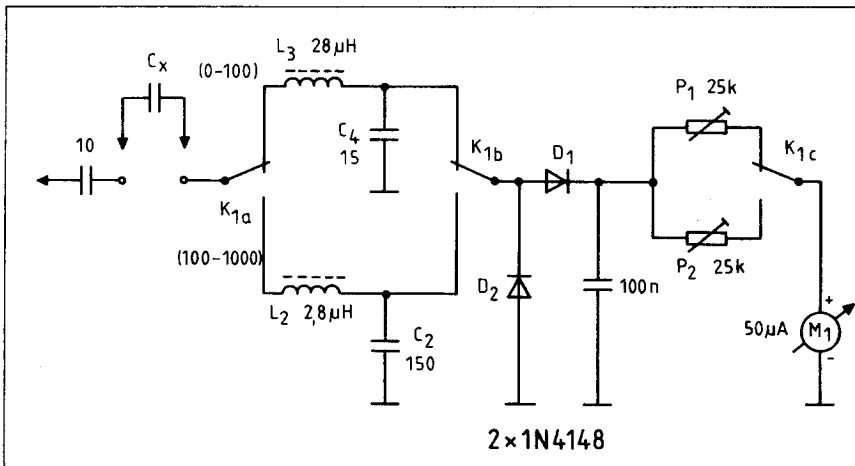 L3 28µH
Cx
(0-100)
P1 25k
C4
15
10
K1b
D1
K1c
K1a
(100-1000)
P2 25k
D2
100n
L2 2,8µH
C2
150
+
50µA
M1
-
2×1N4148